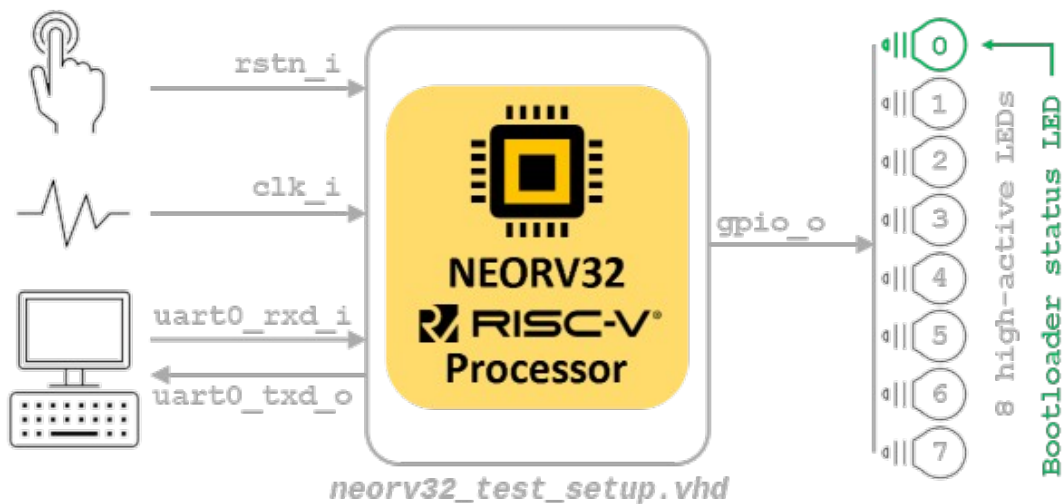 rstn_i
clk_i
uart0_rxd_i
uart0_txd_o
NEORV32
RISC-V®
Processor
gpio_o
0
1
2
3
4
5
6
7
8 high-active LEDs
Bootloader status LED
neorv32_test_setup.vhd